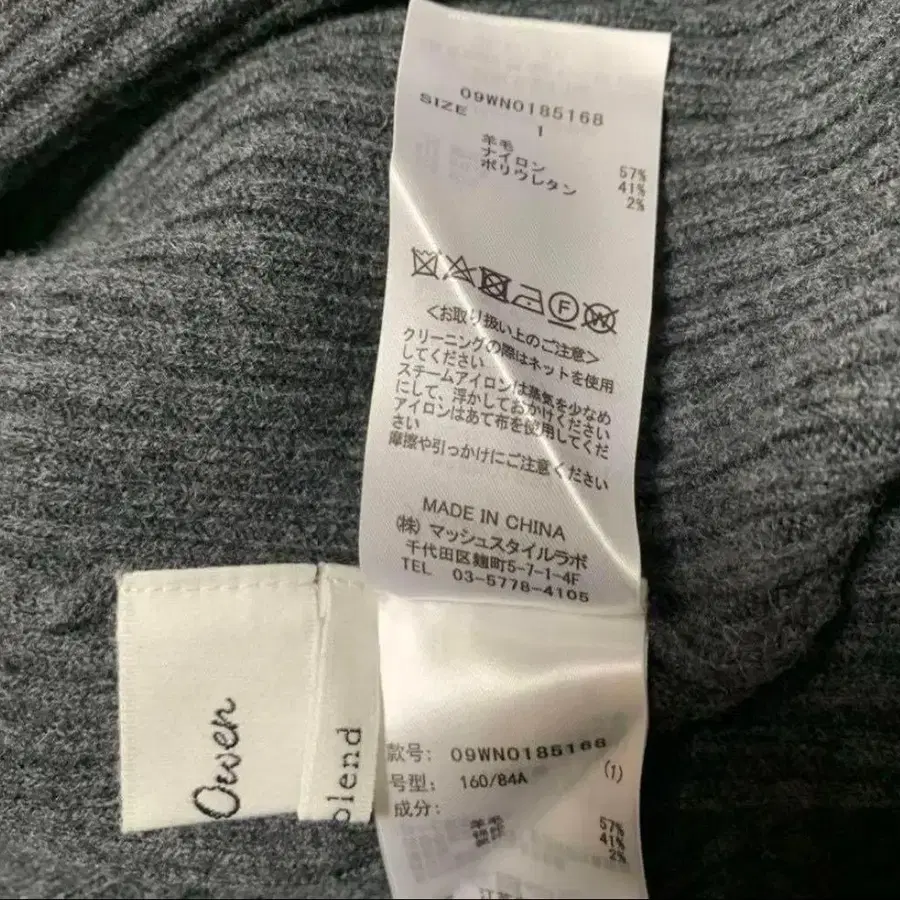 09WNO185168
SIZE 1
羊毛 57%
ナイロン 41%
ポリウレタン 2%
F W
<お取り扱い上のご注意>
クリーニングの際はネットを使用
してください
スチームアイロンは蒸気を少なめ
にして、浮かしておかけください
アイロンはあて布を使用してくだ
さい
摩擦や引っかけにご注意ください
MADE IN CHINA
(株)マッシュスタイルラボ
千代田区麹町5-7-1-4F
TEL 03-5778-4105
Owen
blend
款号: 09WNO185168
号型: 160/84A (1)
成分:
羊毛 57%
锦纶 41%
2%